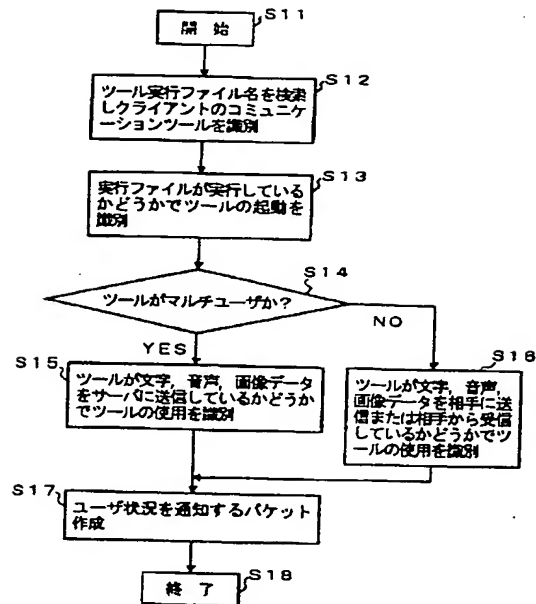 開始
S11
ツール実行ファイル名を検索
しクライアントのコミュニケ
ーションツールを識別
S12
実行ファイルが実行している
かどうかでツールの起動を
識別
S13
ツールがマルチユーザか?
S14
YES
NO
S15
ツールが文字,音声,画像データ
をサーバに送信しているかどうか
でツールの使用を識別
S16
ツールが文字,音声,
画像データを相手に送
信または相手から受信
しているかどうかでツ
ールの使用を識別
S17
ユーザ状況を通知するパケット
作成
終了
S18